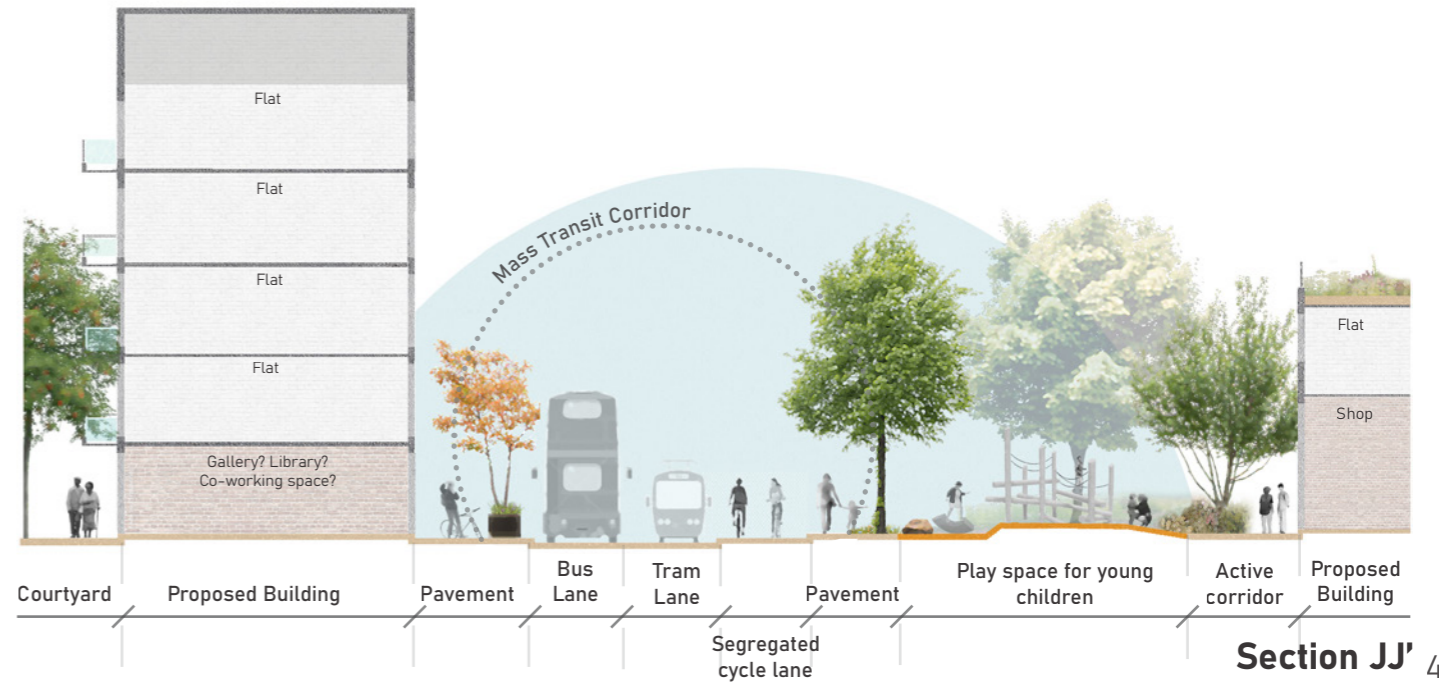 Flat
Flat
Flat
Flat
Gallery? Library?
Co-working space?
Mass Transit Corridor
Flat
Shop
Courtyard
Proposed Building
Pavement
Bus
Lane
Tram
Lane
Segregated
cycle lane
Pavement
Play space for young
children
Active
corridor
Proposed
Building
Section JJ'
4